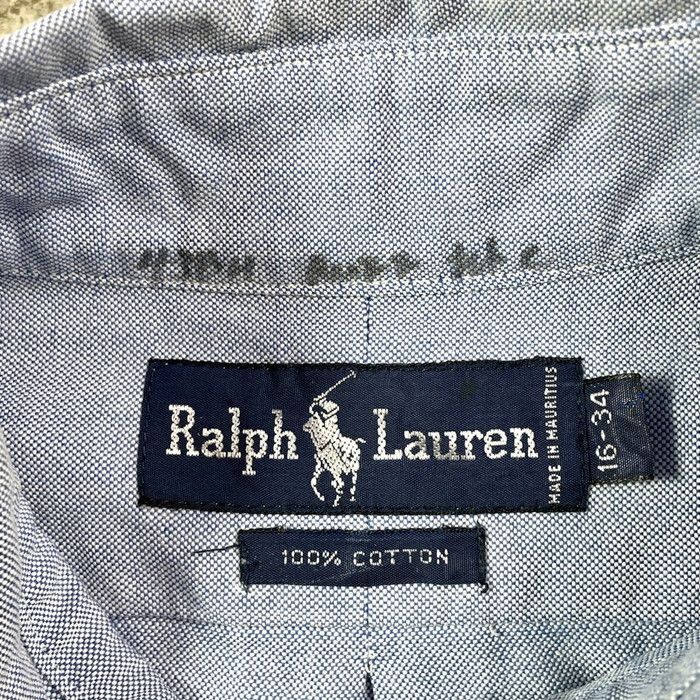 Ralph Lauren
MADE IN MAURITIUS
16-34
100% COTTON